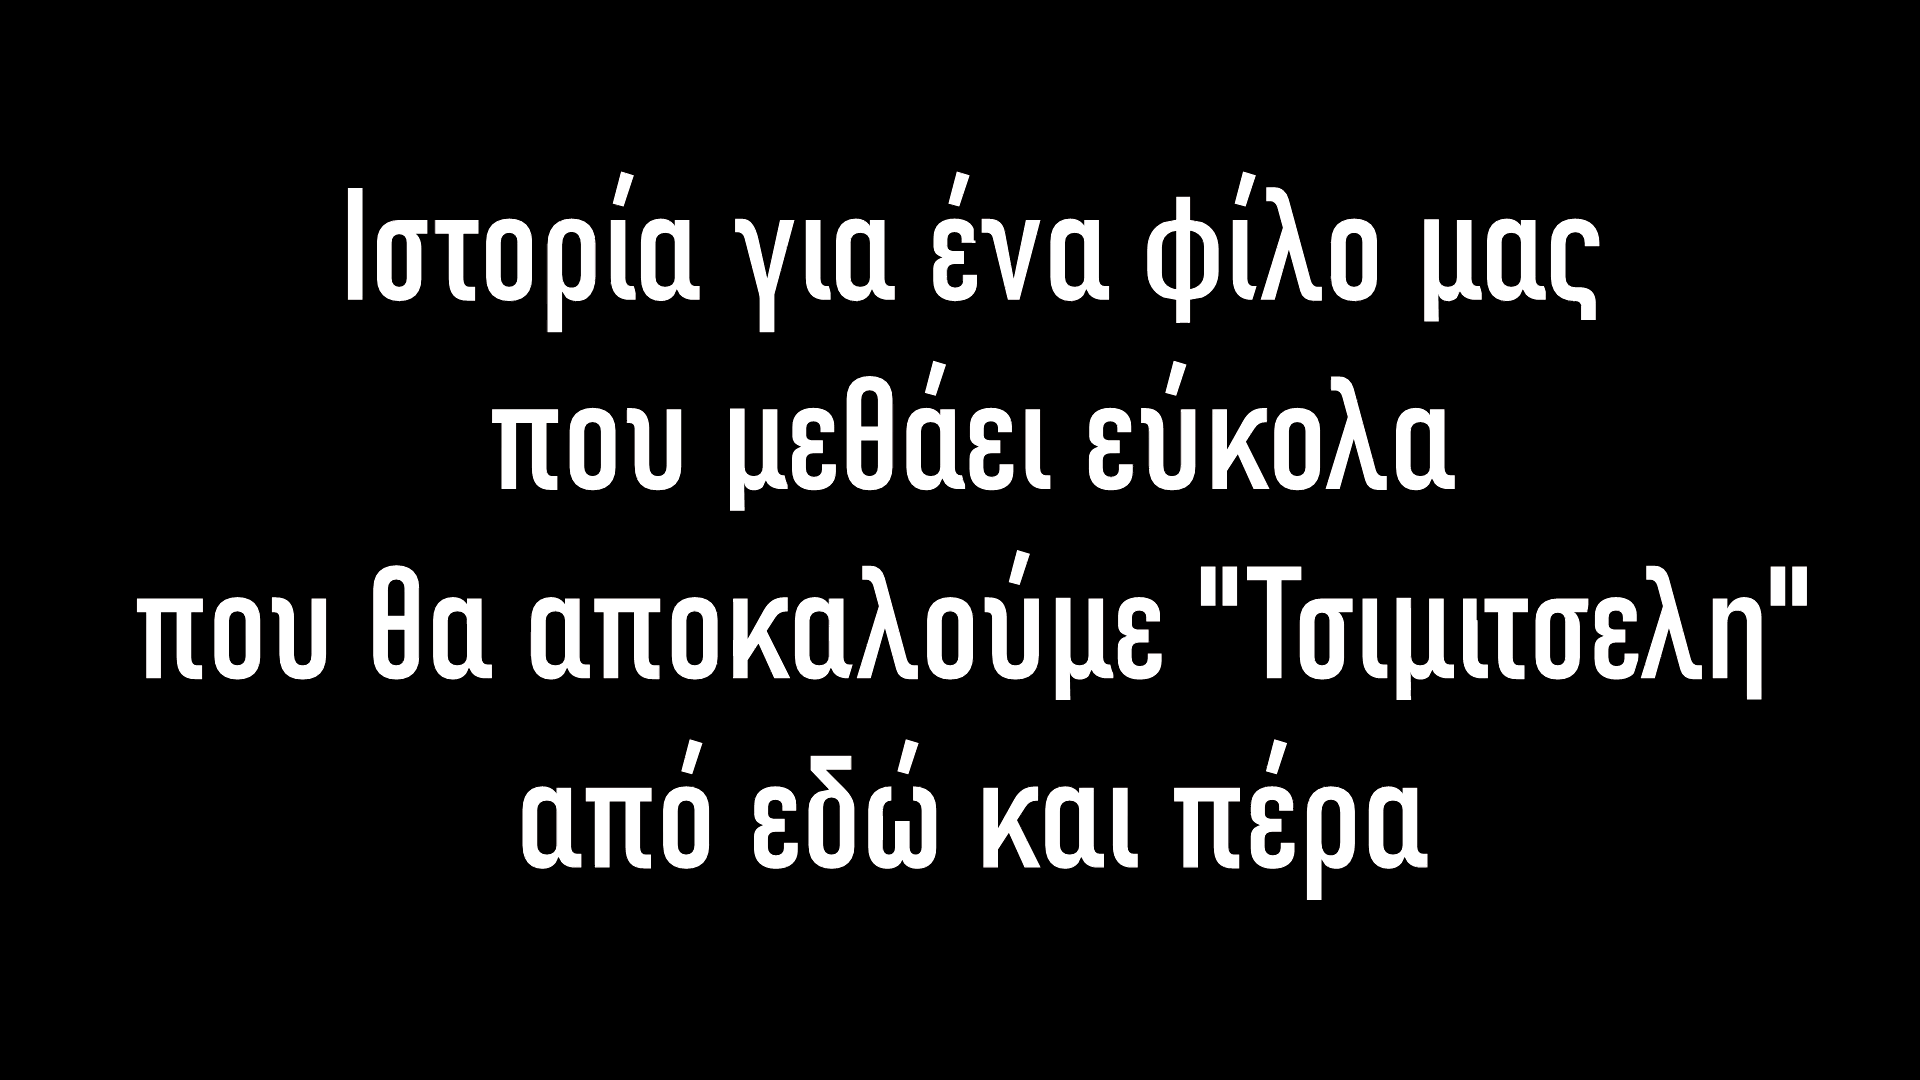 Ιστορία για ένα φίλο μας
που μεθάει εύκολα
που θα αποκαλούμε "Τσιμιτσελη"
από εδώ και πέρα